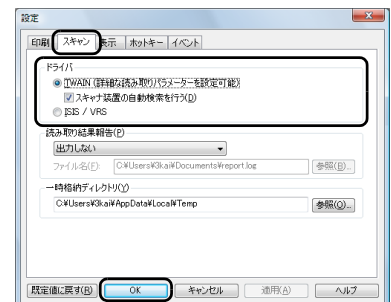 設定
印刷 スキャン 表示 ホットキー イベント
ドライバ
TWAIN (詳細な読み取りパラメーターを設定可能)
スキャナ装置の自動検索を行う(D)
ISIS / VRS
読み取り結果報告(P)
出力しない
ファイル名(F): C:¥Users¥3kai¥Documents¥report.log 参照(B)...
一時格納ディレクトリ(Y)
C:¥Users¥3kai¥AppData¥Local¥Temp 参照(O)...
既定値に戻す(R) OK キャンセル 適用(A) ヘルプ